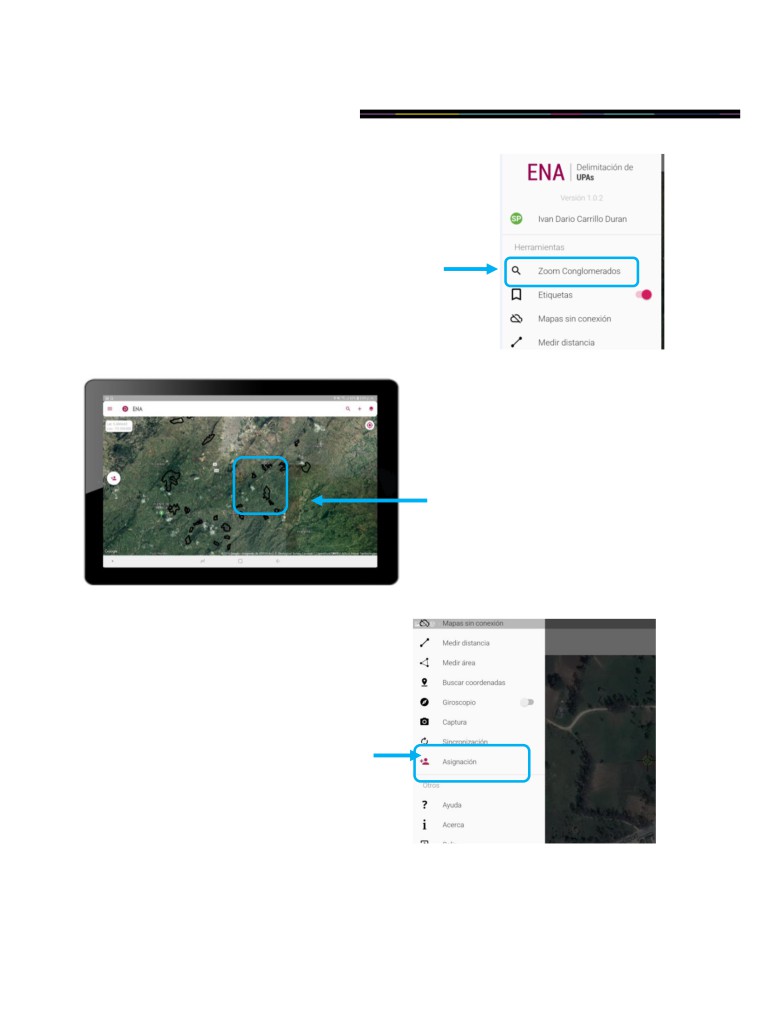 ENA
Delimitación de
UPAs
Versión 1.0.2
SP
Ivan Dario Carrillo Duran
Herramientas
Zoom Conglomerados
Etiquetas
Mapas sin conexión
Medir distancia
ENA
Google
Mapas sin conexión
Medir distancia
Medir área
Buscar coordenadas
Giroscopio
Captura
Sincronización
Asignación
Otros
Ayuda
Acerca